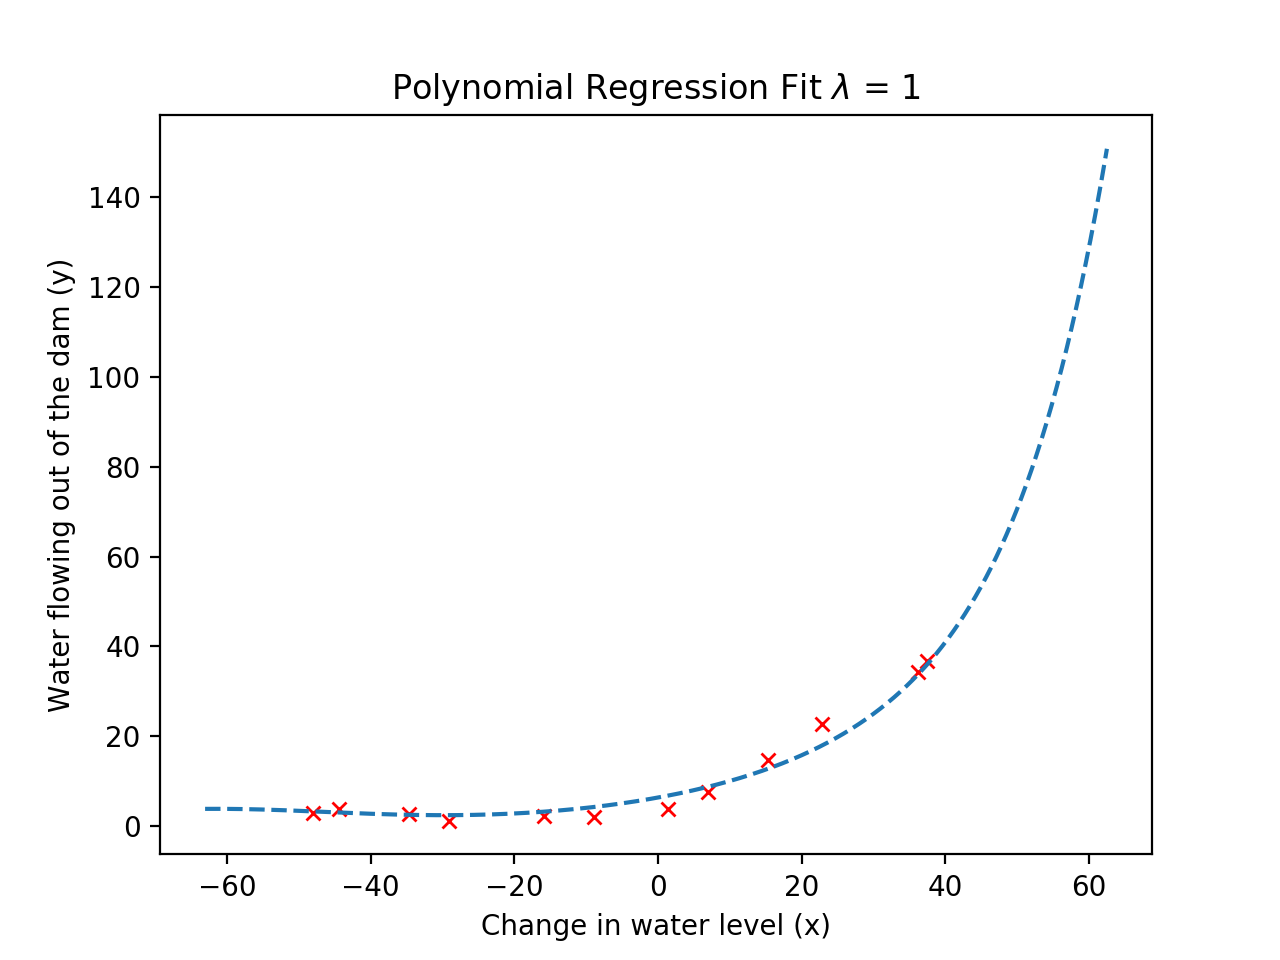 Polynomial Regression Fit λ = 1
Water flowing out of the dam (y)
140
120
100
80
60
40
20
0
−60 −40 −20 0 20 40 60
Change in water level (x)